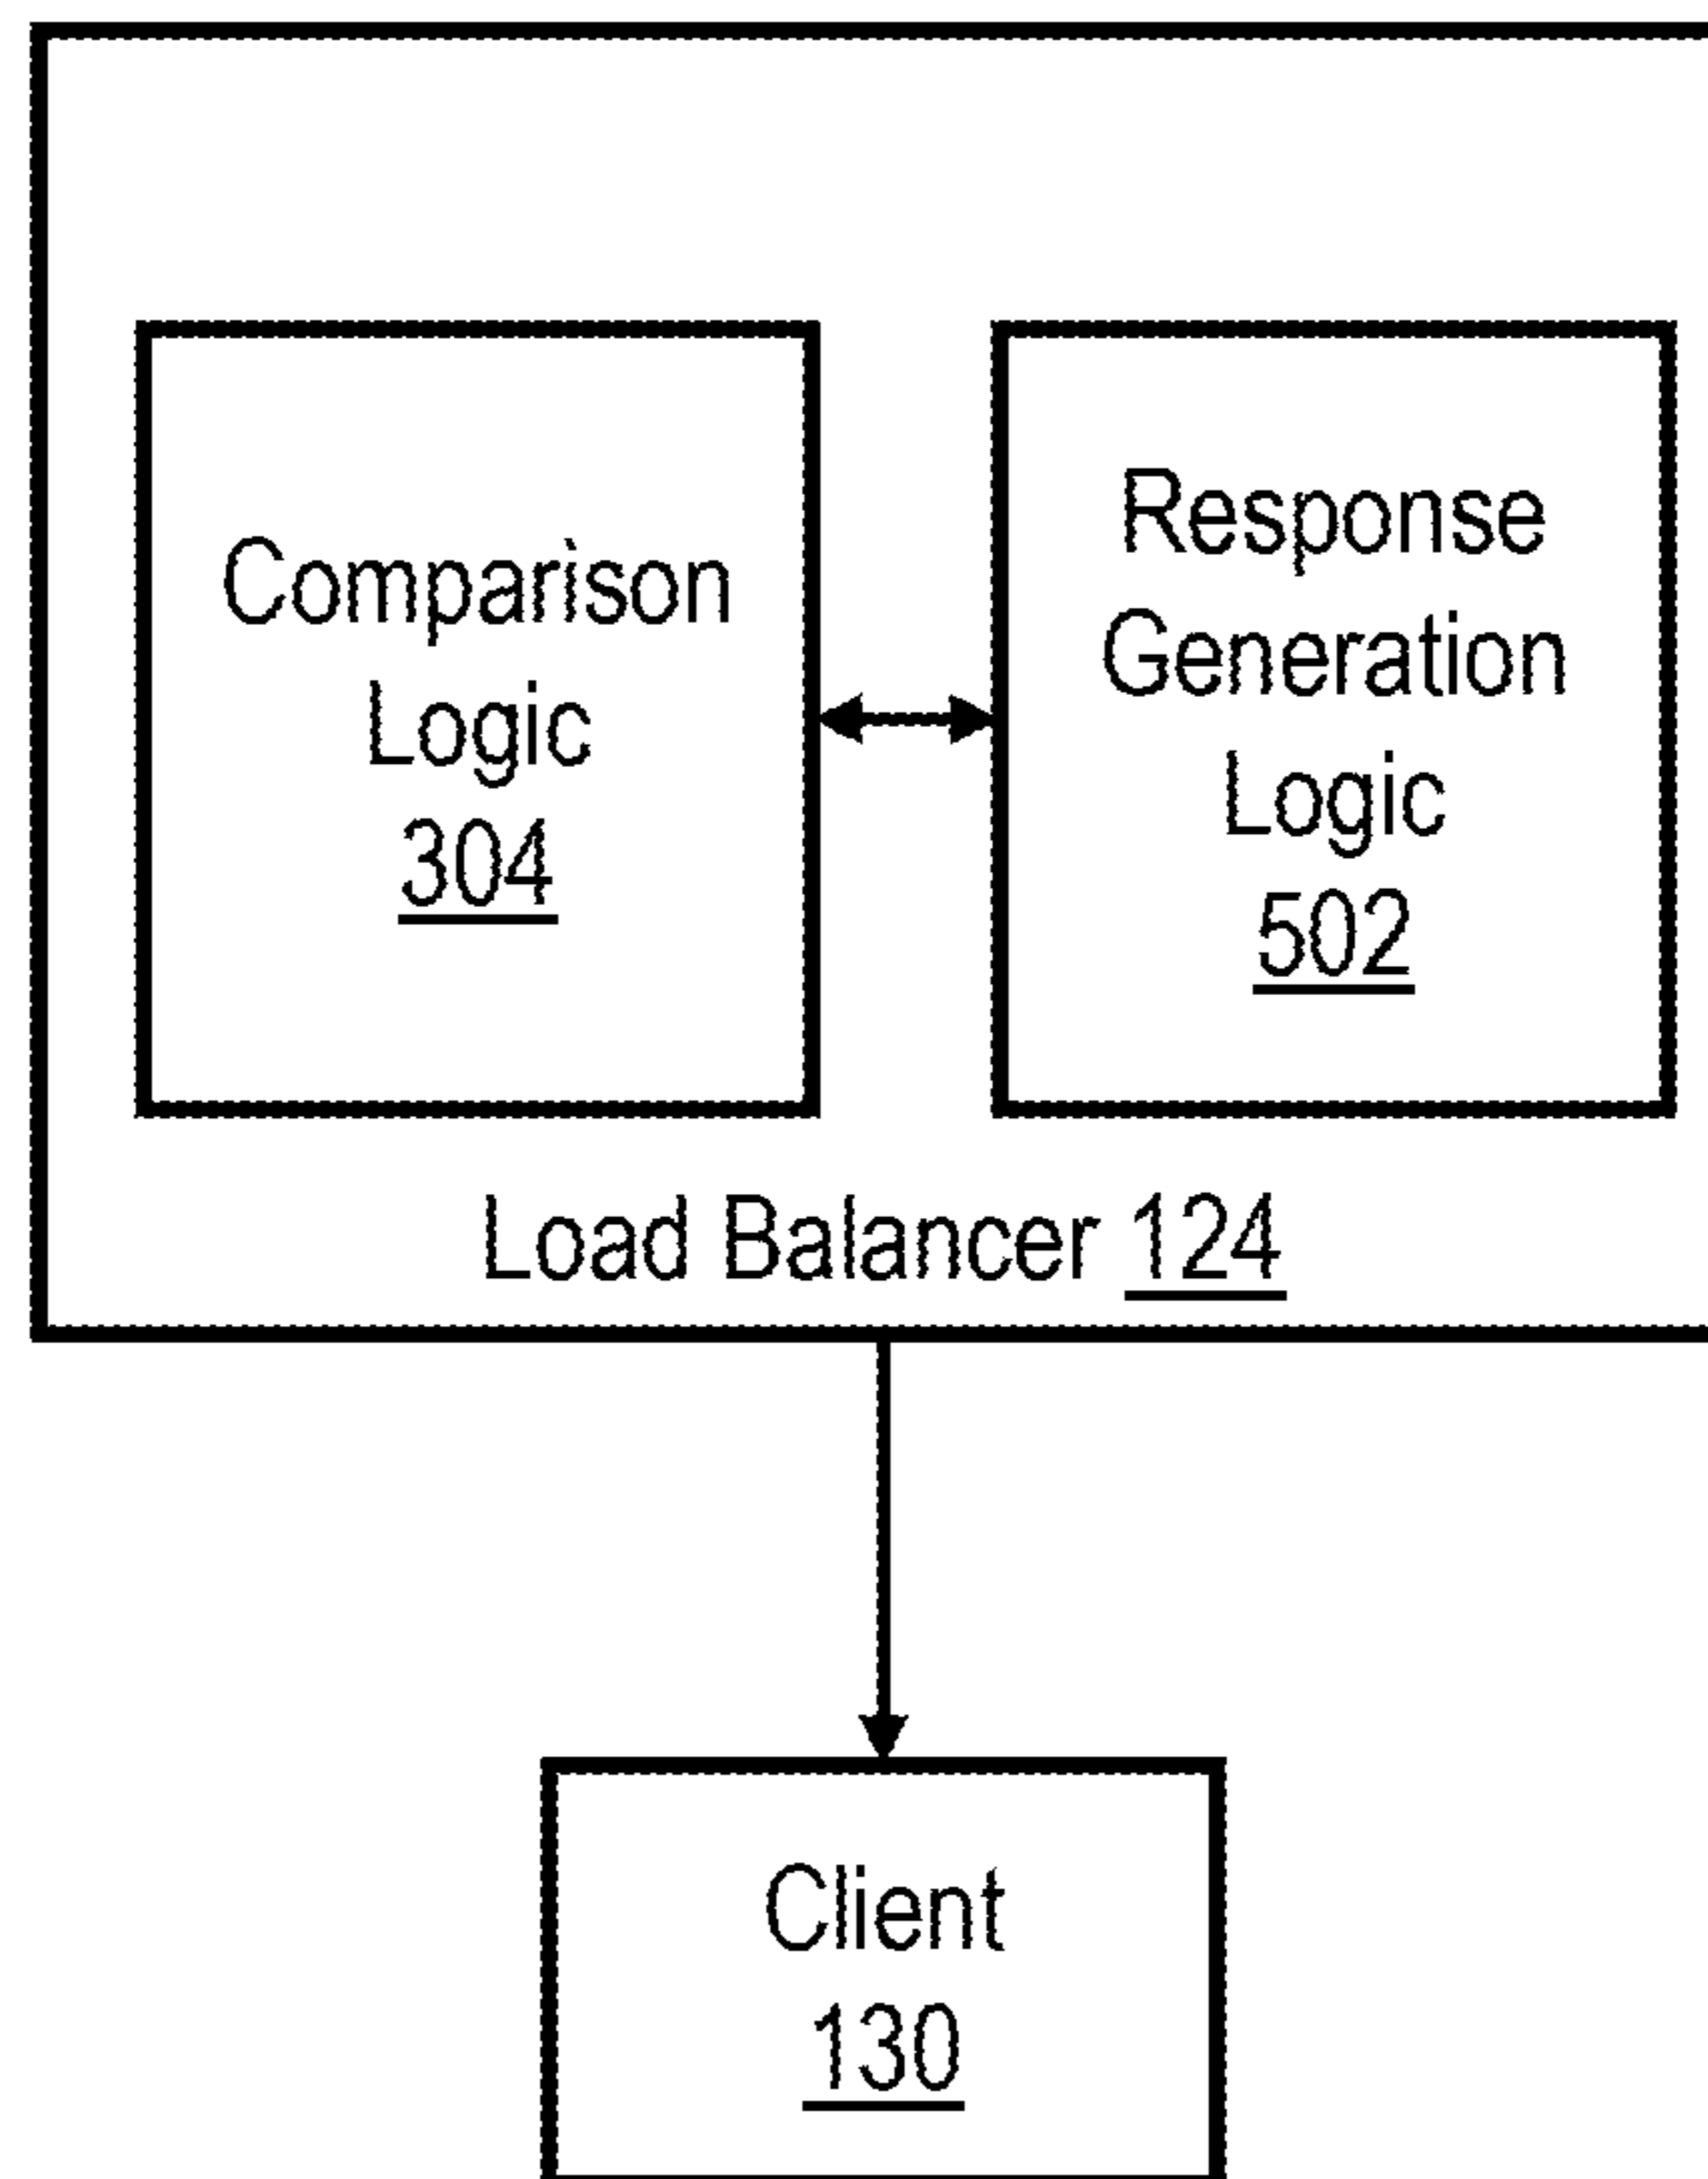 Comparison
Logic
304
Response
Generation
Logic
502
Load Balancer 124
Client
130